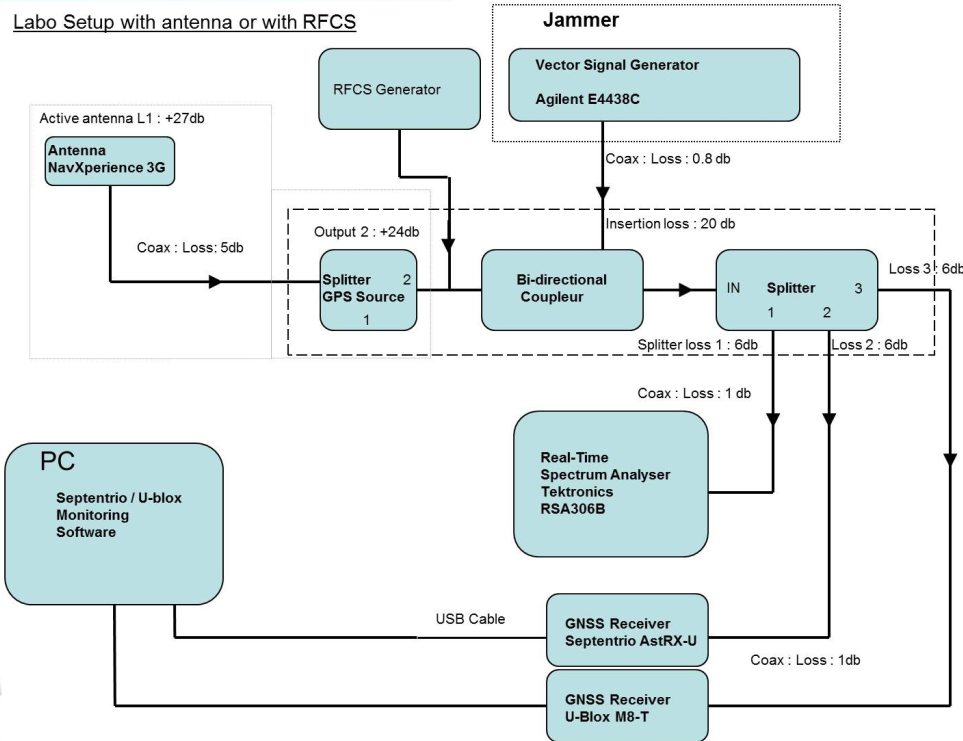 Labo Setup with antenna or with RFCS
Jammer
Vector Signal Generator
Agilent E4438C
RFCS Generator
Active antenna L1 : +27db
Antenna
NavXperience 3G
Coax : Loss : 0.8 db
Insertion loss : 20 db
Output 2 : +24db
Coax : Loss: 5db
Splitter 2
GPS Source
1
Bi-directional
Coupleur
IN Splitter 3
1 2
Loss 3 : 6db
Splitter loss 1 : 6db
Loss 2 : 6db
Coax : Loss : 1 db
Real-Time
Spectrum Analyser
Tektronics
RSA306B
PC
Septentrio / U-blox
Monitoring
Software
USB Cable
GNSS Receiver
Septentrio AstRX-U
Coax : Loss : 1db
GNSS Receiver
U-Blox M8-T